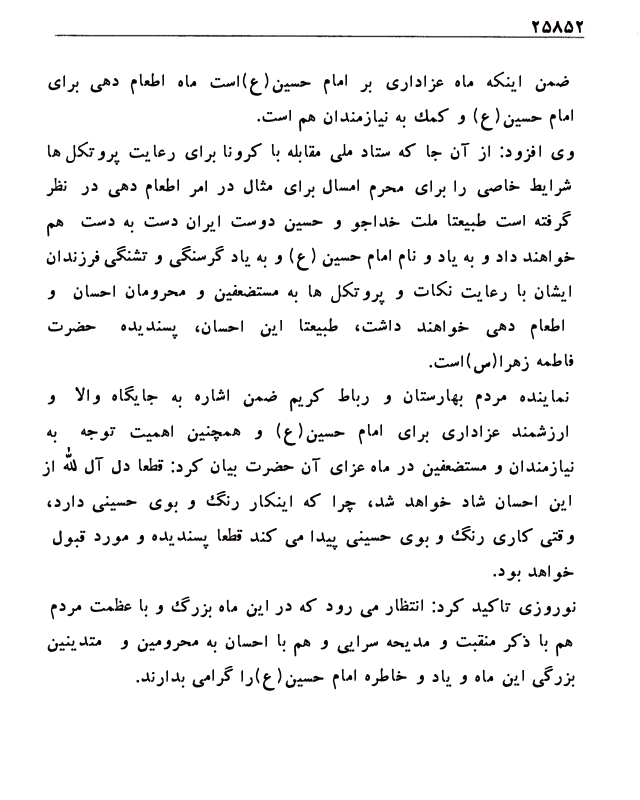 ۲۵۸۵۲
ضمن اینکه ماه عزاداری بر امام حسین(ع)است ماه اطعام دهی برای
امام حسین(ع) و کمک به نیازمندان هم است.
وی افزود: از آن جا که ستاد ملی مقابله با کرونا برای رعایت پروتکل ها
شرایط خاصی را برای محرم امسال برای مثال در امر اطعام دهی در نظر
گرفته است طبیعتا ملت خداجو و حسین دوست ایران دست به دست هم
خواهند داد و به یاد و نام امام حسین (ع) و به یاد گرسنگی و تشنگی فرزندان
ایشان با رعایت نکات و پروتکل ها به مستضعفین و محرومان احسان و
اطعام دهی خواهند داشت، طبیعتا این احسان، پسندیده حضرت
فاطمه زهرا(س)است.
نماینده مردم بهارستان و رباط کریم ضمن اشاره به جایگاه والا و
ارزشمند عزاداری برای امام حسین(ع) و همچنین اهمیت توجه به
نیازمندان و مستضعفین در ماه عزای آن حضرت بیان کرد: قطعا دل آل لله از
این احسان شاد خواهد شد، چرا که اینکار رنگ و بوی حسینی دارد،
وقتی کاری رنگ و بوی حسینی پیدا می کند قطعا پسندیده و مورد قبول
خواهد بود.
نوروزی تاکید کرد: انتظار می رود که در این ماه بزرگ و با عظمت مردم
هم با ذکر منقبت و مدیحه سرایی و هم با احسان به محرومین و متدینین
بزرگی این ماه و یاد و خاطره امام حسین(ع)را گرامی بدارند.